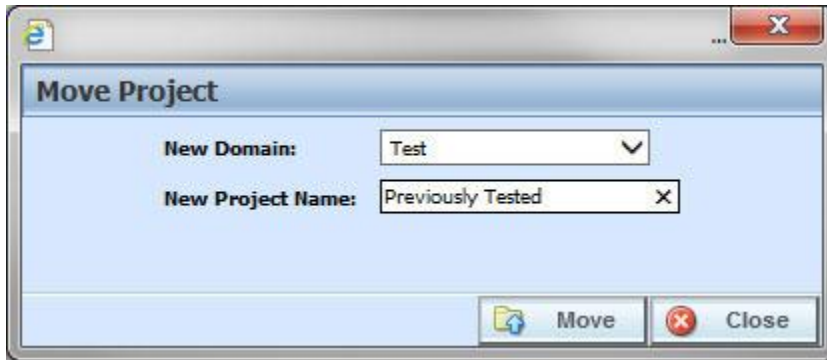 ...
Move Project
New Domain: Test
New Project Name: Previously Tested
Move Close